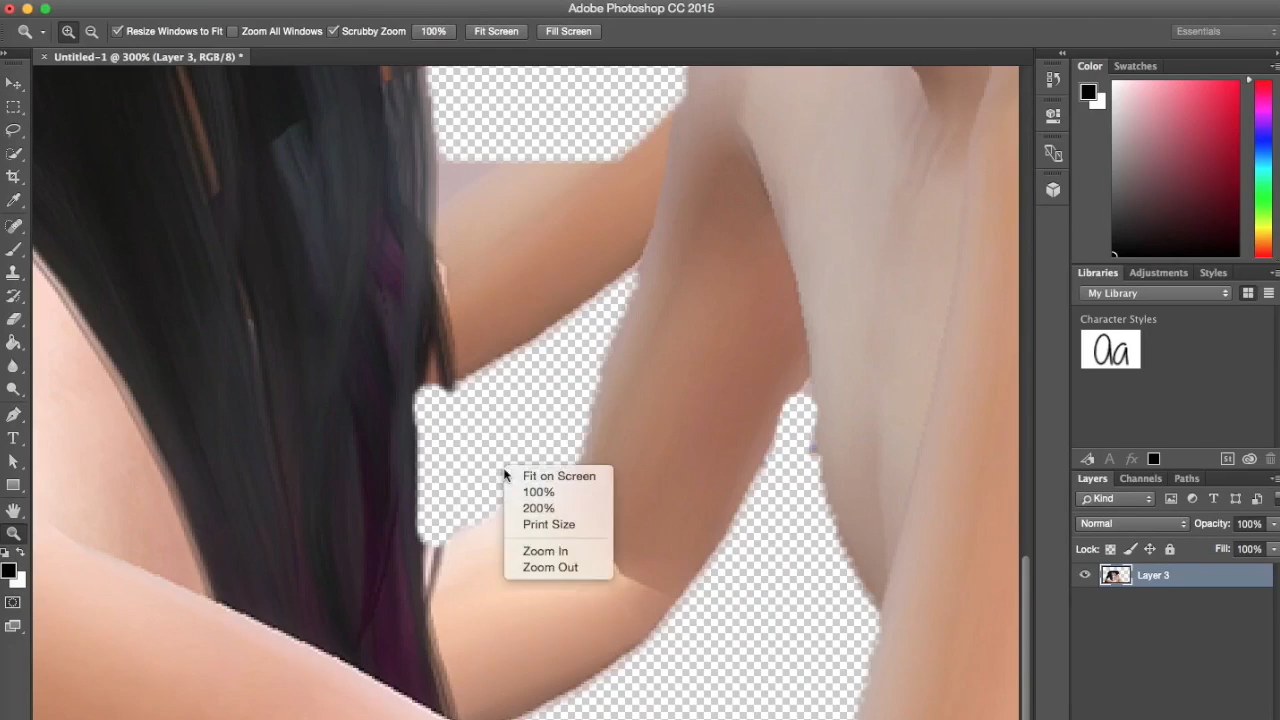 Adobe Photoshop CC 2015
Resize Windows to Fit Zoom All Windows Scrubby Zoom 100% Fit Screen Fill Screen Essentials
Untitled-1 @ 300% (Layer 3, RGB/8) *
Color Swatches
Libraries Adjustments Styles
My Library
Character Styles
Aa
A fx St
Layers Channels Paths
Kind T
Normal Opacity: 100%
Lock: Fill: 100%
Layer 3
T
Fit on Screen
100%
200%
Print Size
Zoom In
Zoom Out